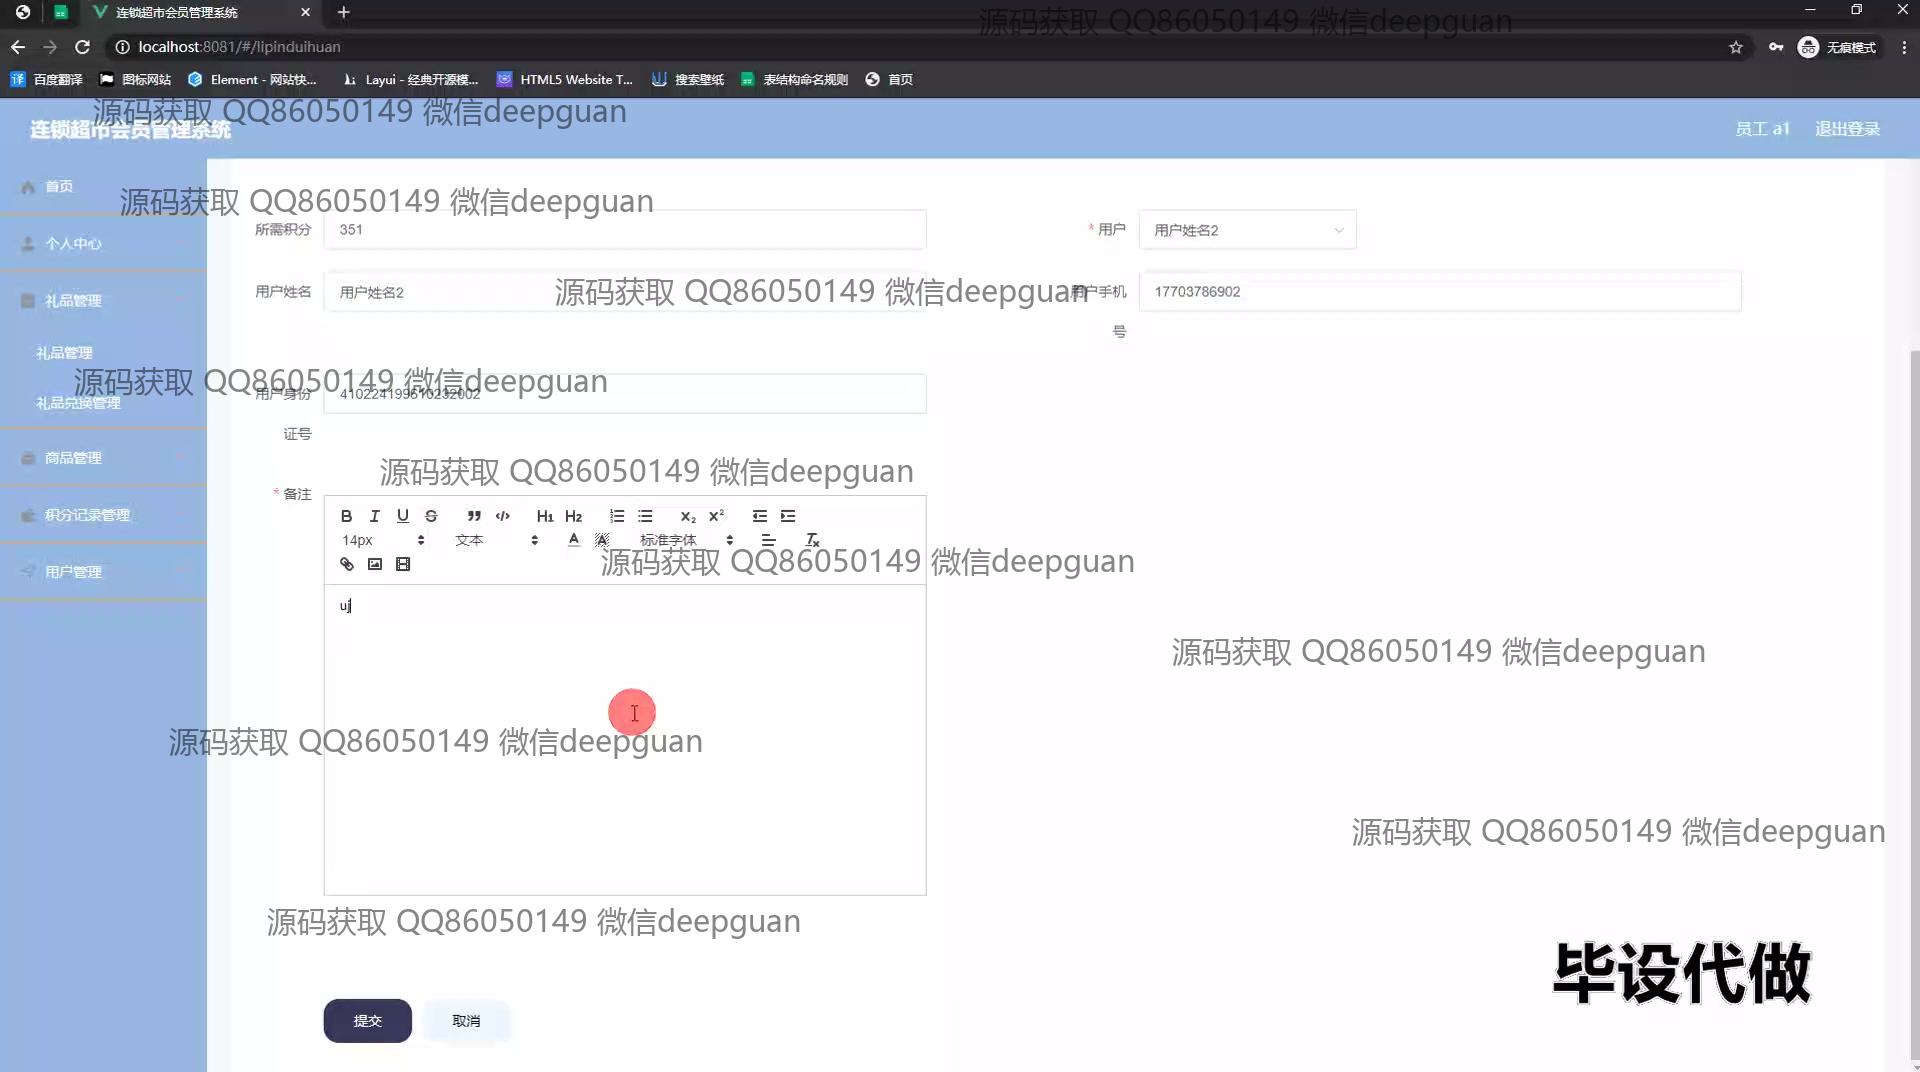 连锁超市会员管理系统
localhost:8081/#/lipinduihuan
无痕模式
百度翻译
图标网站
Element - 网站快...
Layui - 经典开源模...
HTML5 Website T...
搜索壁纸
表结构命名规则
首页
源码获取 QQ86050149 微信deepguan
源码获取 QQ86050149 微信deepguan
连锁超市会员管理系统
员工 a1
退出登录
首页
个人中心
礼品管理
礼品管理
礼品兑换管理
商品管理
积分记录管理
用户管理
源码获取 QQ86050149 微信deepguan
所需积分
351
* 用户
用户姓名2
用户姓名
用户姓名2
源码获取 QQ86050149 微信deepguan
用户手机
号
17703786902
源码获取 QQ86050149 微信deepguan
用户身份
证号
410224199610232002
源码获取 QQ86050149 微信deepguan
* 备注
B I U S H1 H2 X2 X2
14px
文本
A A
标准字体
源码获取 QQ86050149 微信deepguan
uj
源码获取 QQ86050149 微信deepguan
源码获取 QQ86050149 微信deepguan
源码获取 QQ86050149 微信deepguan
源码获取 QQ86050149 微信deepguan
毕设代做
提交
取消